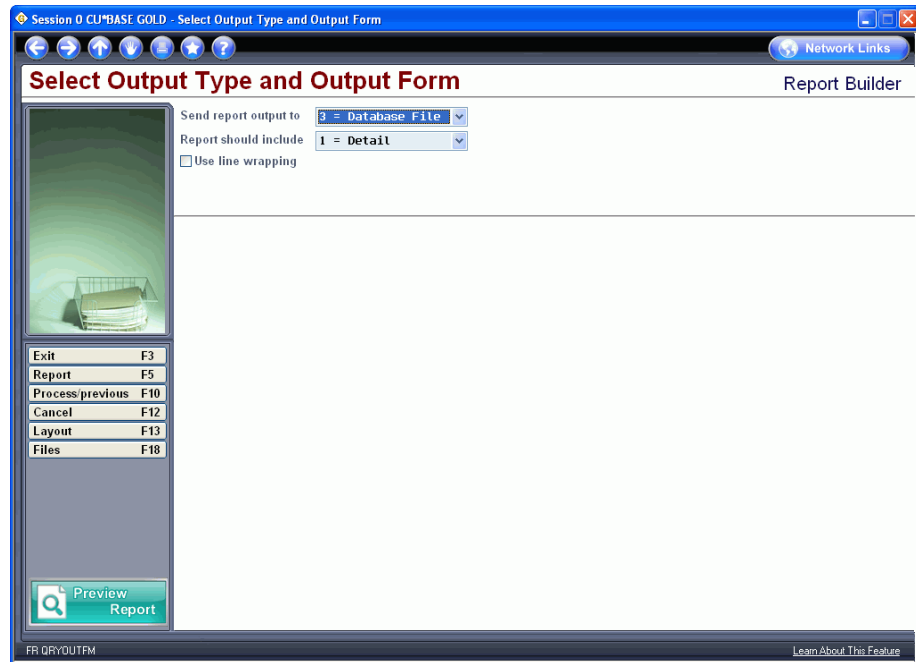 Session 0 CU*BASE GOLD - Select Output Type and Output Form
Network Links
Select Output Type and Output Form
Report Builder
Send report output to 3 = Database File
Report should include 1 = Detail
Use line wrapping
Exit F3
Report F5
Process/previous F10
Cancel F12
Layout F13
Files F18
Preview
Report
FR QRYOUTFM
Learn About This Feature